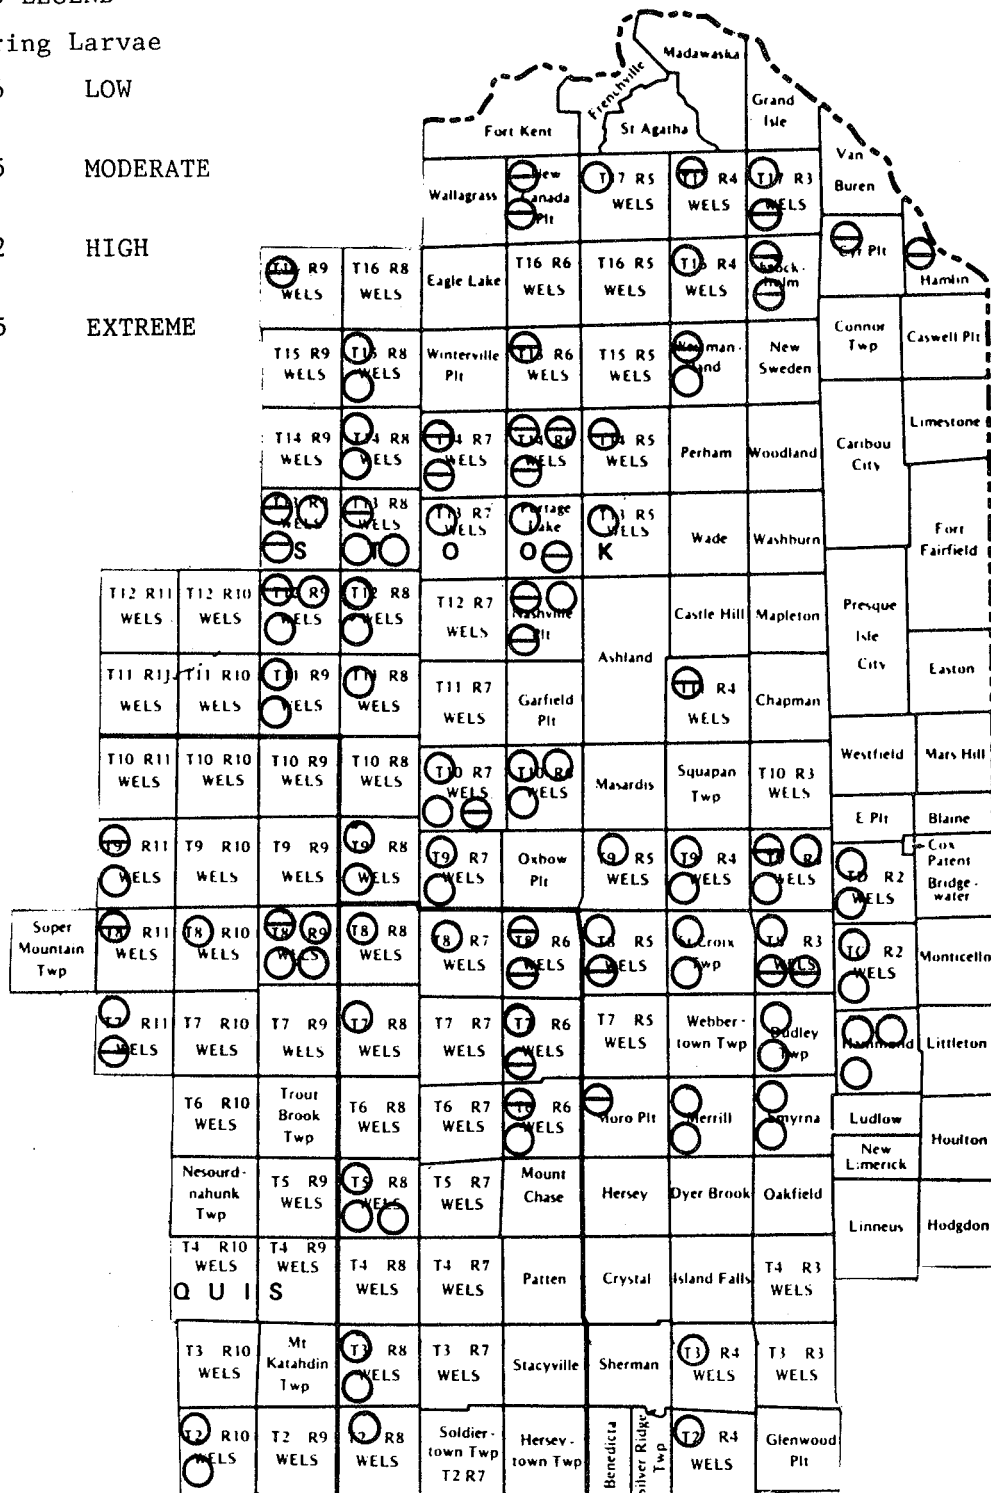 LEGEND
ring Larvae
LOW
MODERATE
2 HIGH
5 EXTREME
Madawaska
Frenchville
Grand Isle
Fort Kent
St Agatha
Van Buren
Wallagrass
New Canada Plt
T17 R5 WELS
R4 WELS
T17 R3 WELS
Cyr Plt
Hamlin
R9 WELS
T16 R8 WELS
Eagle Lake
T16 R6 WELS
T16 R5 WELS
T16 R4 WELS
Stock-holm
Connor Twp
Caswell Plt
T15 R9 WELS
T15 R8 WELS
Winterville Plt
T15 R6 WELS
T15 R5 WELS
New Sweden
Limestone
T14 R9 WELS
T14 R8 WELS
T14 R7 WELS
T14 R6 WELS
T14 R5 WELS
Perham
Woodland
Caribou City
WELS
T13 R8 WELS
T13 R7 WELS
Portage Lake
T13 R5 WELS
Wade
Washburn
Fort Fairfield
S T O O K
T12 R11 WELS
T12 R10 WELS
R9 WELS
T12 R8 WELS
T12 R7 WELS
Nashville Plt
Ashland
Castle Hill
Mapleton
Presque Isle City
Easton
T11 R11 WELS
T11 R10 WELS
T11 R9 WELS
T11 R8 WELS
T11 R7 WELS
Garfield Plt
T11 R4 WELS
Chapman
Westfield
Mars Hill
T10 R11 WELS
T10 R10 WELS
T10 R9 WELS
T10 R8 WELS
T10 R7 WELS
T10 R6 WELS
Masardis
Squapan Twp
T10 R3 WELS
E Plt
Blaine
T9 R11 WELS
T9 R10 WELS
T9 R9 WELS
T9 R8 WELS
T9 R7 WELS
Oxbow Plt
T9 R5 WELS
T9 R4 WELS
WELS
TD R2 WELS
Cox Patent
Bridge-water
Super Mountain Twp
T8 R11 WELS
T8 R10 WELS
T8 R9 WELS
T8 R8 WELS
T8 R7 WELS
T8 R6 WELS
T8 R5 WELS
St Croix Twp
T8 R3 WELS
TC R2 WELS
Monticello
T7 R11 WELS
T7 R10 WELS
T7 R9 WELS
T7 R8 WELS
T7 R7 WELS
T7 R6 WELS
T7 R5 WELS
Webber-town Twp
Dudley Twp
Hammond
Littleton
T6 R10 WELS
Trout Brook Twp
T6 R8 WELS
T6 R7 WELS
T6 R6 WELS
Moro Plt
Merrill
Smyrna
Ludlow
New Limerick
Houlton
Nesourd-nahunk Twp
T5 R9 WELS
T5 R8 WELS
T5 R7 WELS
Mount Chase
Hersey
Dyer Brook
Oakfield
Linneus
Hodgdon
T4 R10 WELS
T4 R9 WELS
T4 R8 WELS
T4 R7 WELS
Patten
Crystal
Island Falls
T4 R3 WELS
Q U I S
T3 R10 WELS
Mt Katahdin Twp
T3 R8 WELS
T3 R7 WELS
Stacyville
Sherman
T3 R4 WELS
T3 R3 WELS
T2 R10 WELS
T2 R9 WELS
T2 R8 WELS
Soldier-town Twp T2 R7
Hersey-town Twp
Benedicta
Silver Ridge Twp
T2 R4 WELS
Glenwood Plt